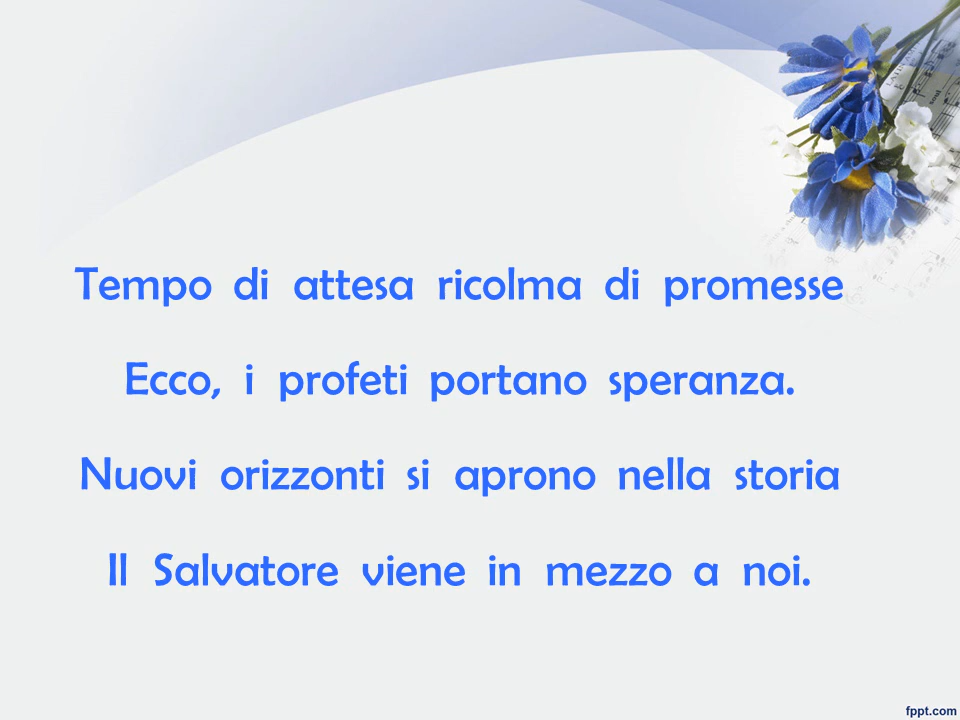 Tempo di attesa ricolma di promesse
Ecco, i profeti portano speranza.
Nuovi orizzonti si aprono nella storia
Il Salvatore viene in mezzo a noi.
fppt.com